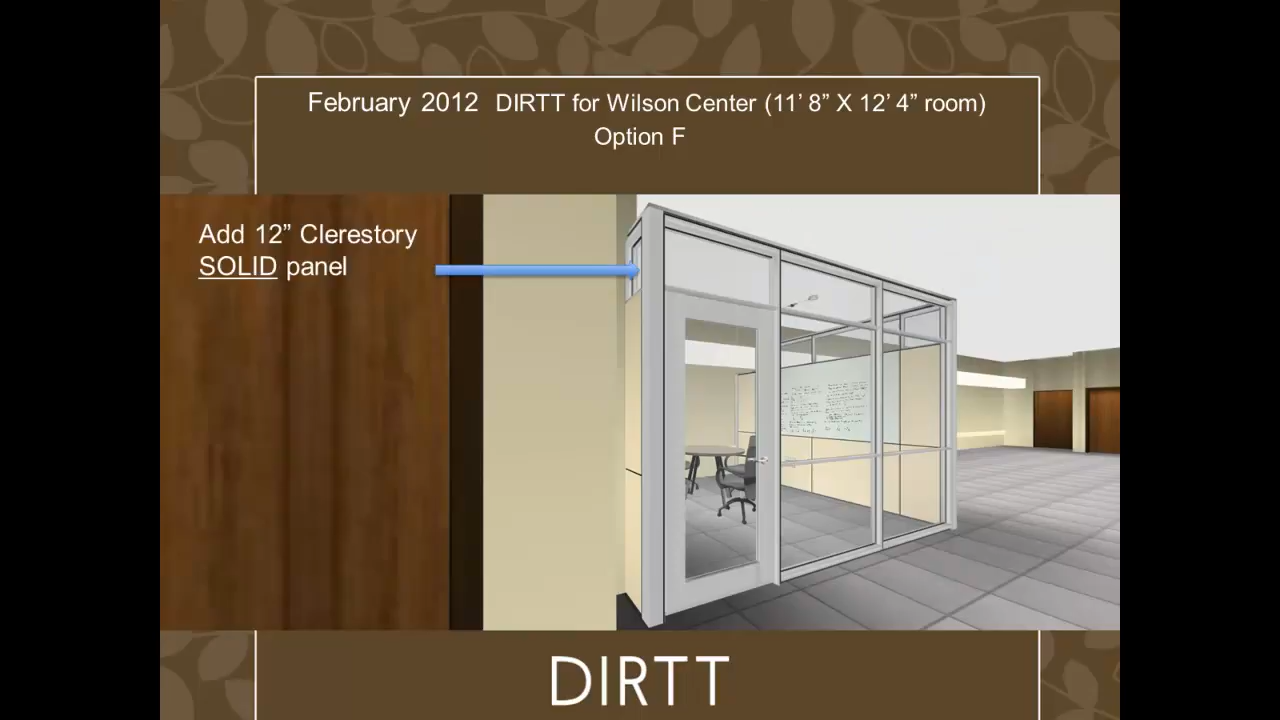 February 2012 DIRTT for Wilson Center (11’ 8” X 12’ 4” room)
Option F
Add 12” Clerestory
SOLID panel
DIRTT